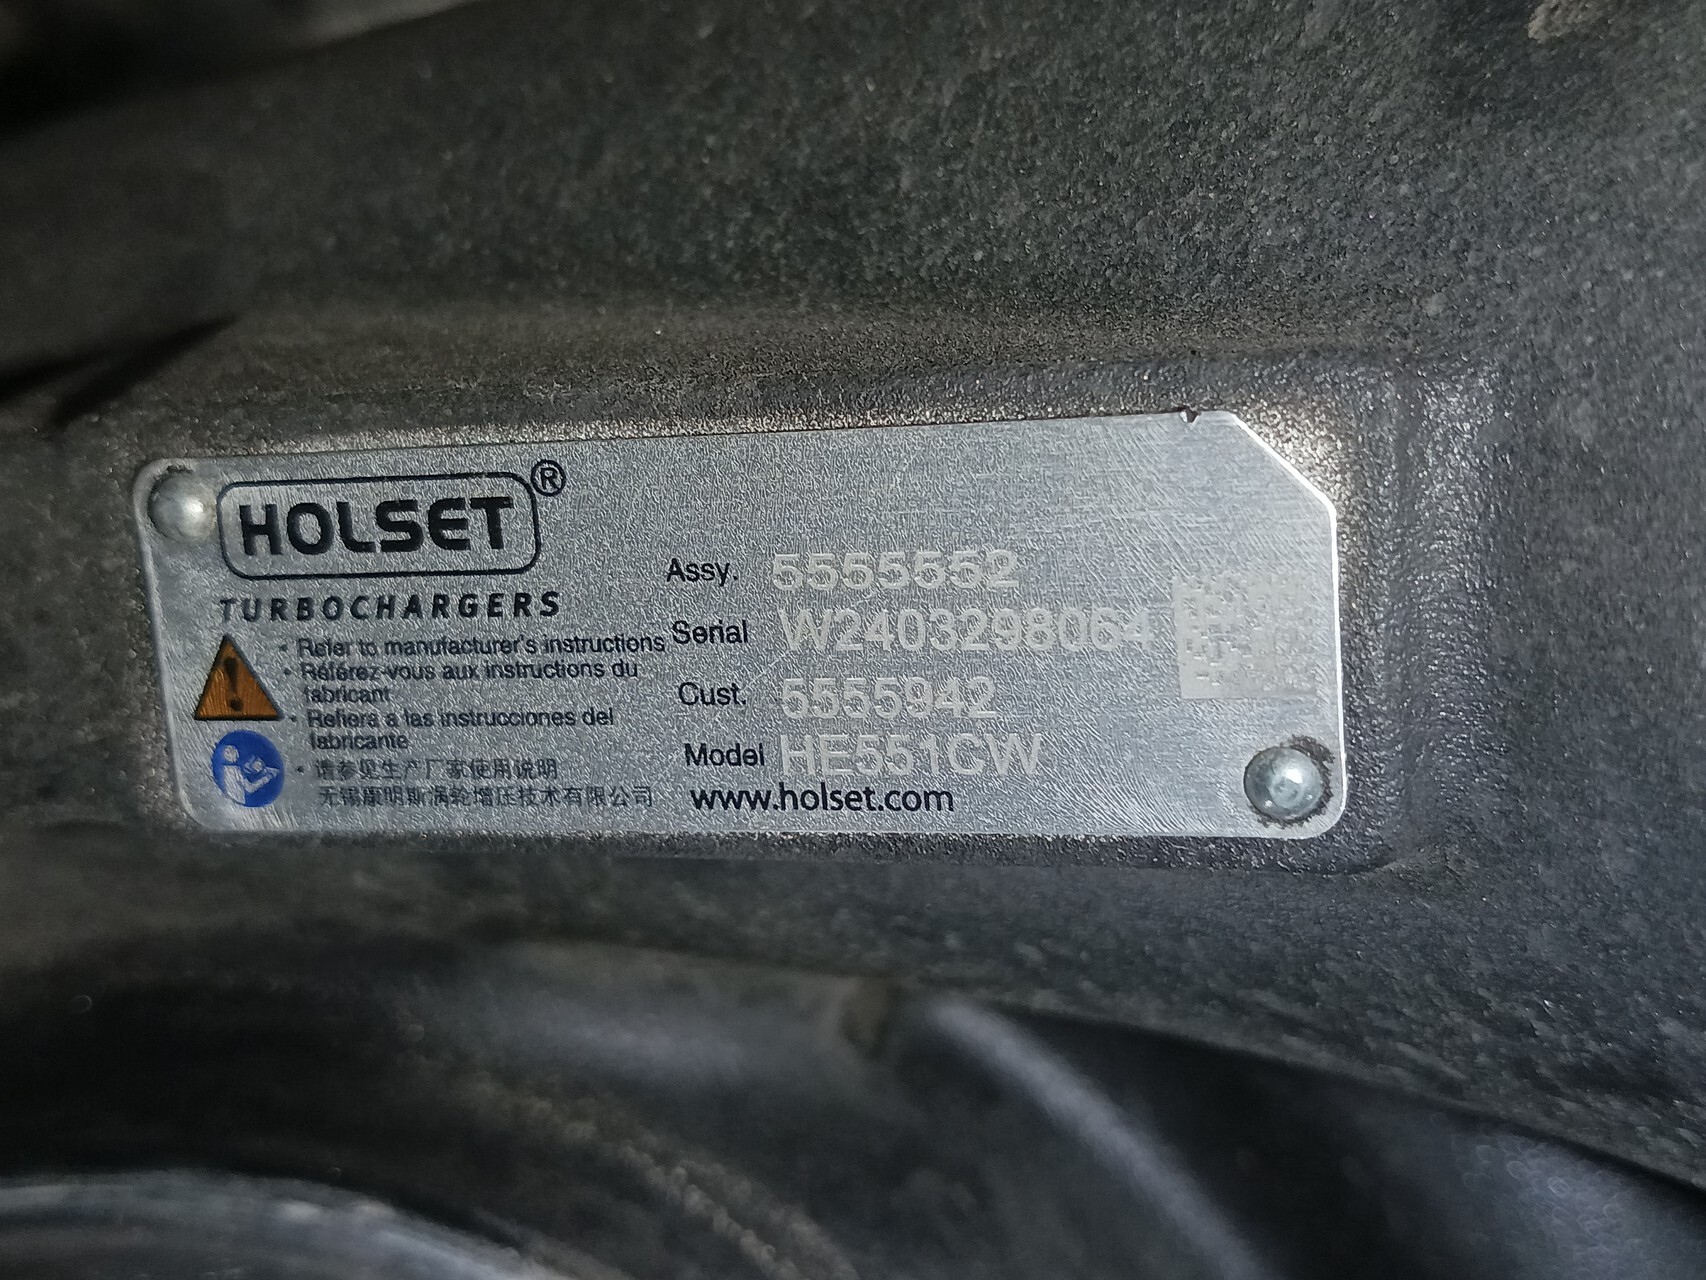 HOLSET®
TURBOCHARGERS
• Refer to manufacturer's instructions
• Référez-vous aux instructions du
fabricant
• Refiera a las instrucciones del
fabricante
• 请参见生产厂家使用说明
无锡康明斯涡轮增压技术有限公司
Assy. 5555552
Serial W2403298064
Cust. 5555942
Model HE551CW
www.holset.com